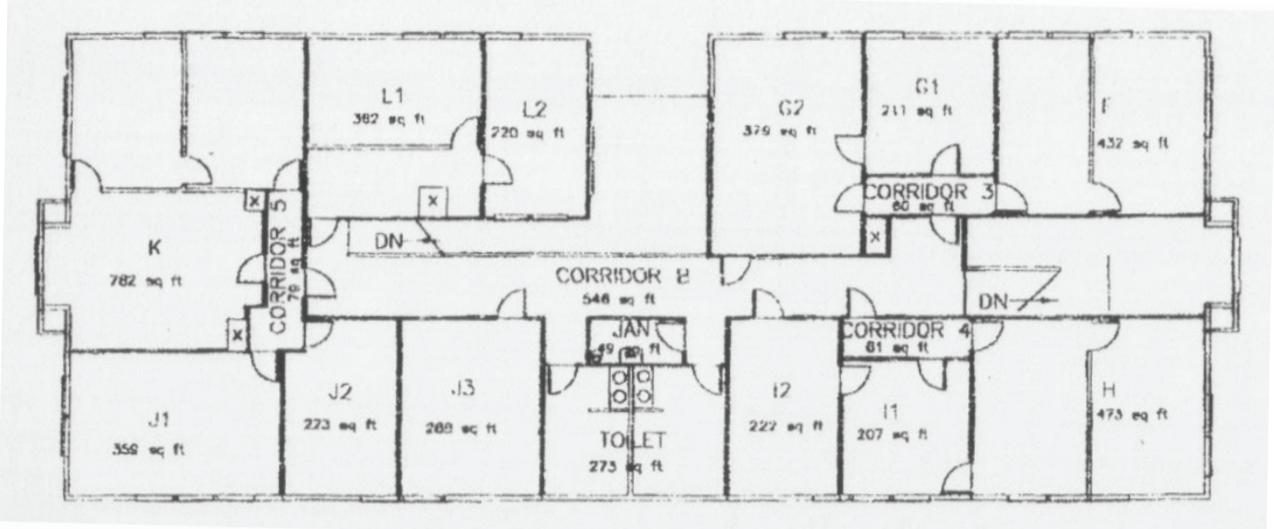 L1
382 sq ft
L2
220 sq ft
G2
379 sq ft
G1
211 sq ft
F
432 sq ft
CORRIDOR 3
60 sq ft
X
X
X
X
K
782 sq ft
CORRIDOR 5
79 sq ft
DN
CORRIDOR
546 sq ft
DN
JAN
49 sq ft
CORRIDOR 4
61 sq ft
J1
359 sq ft
J2
223 sq ft
J3
288 sq ft
TOILET
273 sq ft
I2
222 sq ft
I1
207 sq ft
H
473 sq ft